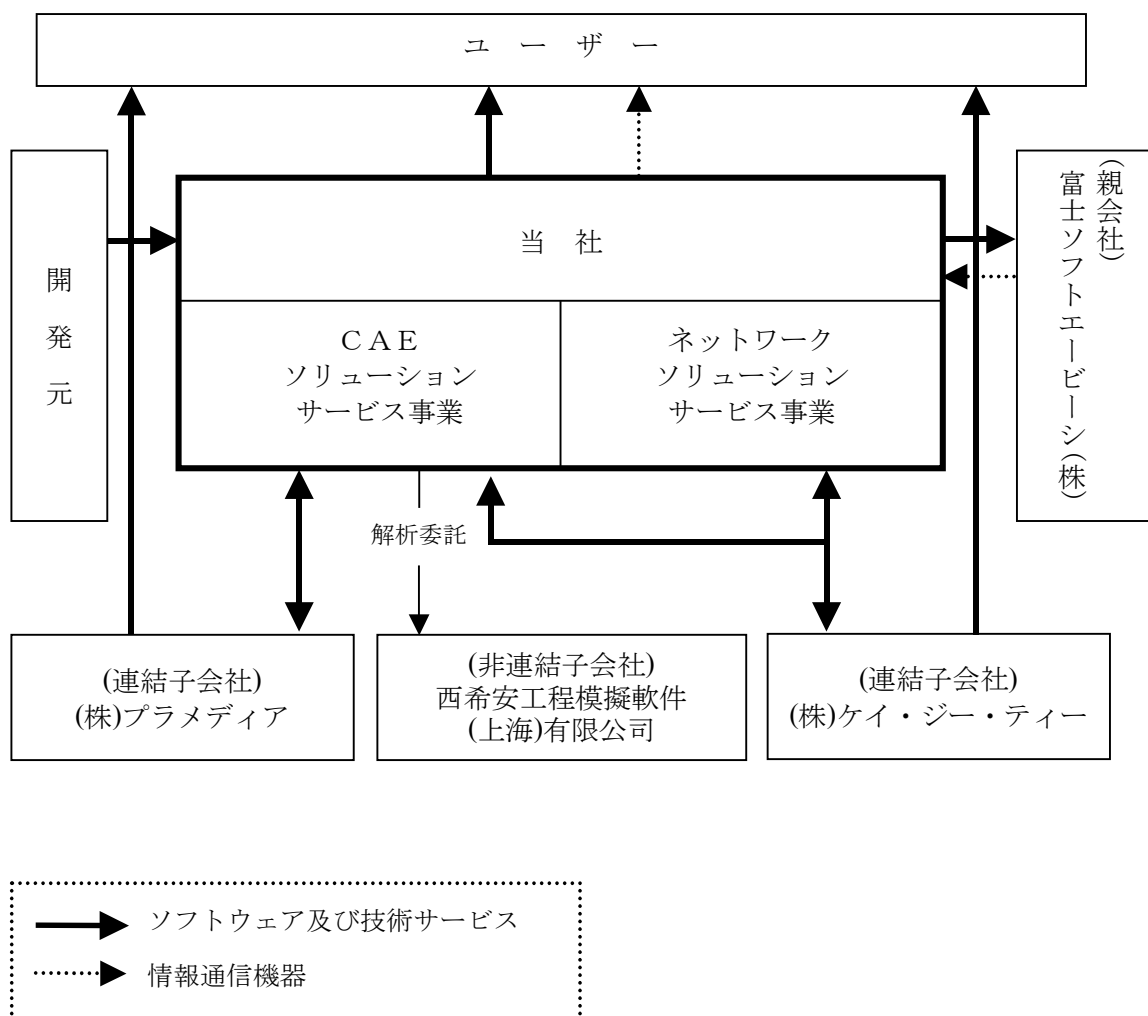 ユーザー
開発元
当社
ＣＡＥ
ソリューション
サービス事業
ネットワーク
ソリューション
サービス事業
(親会社)
富士ソフトエービーシ(株)
解析委託
(連結子会社)
(株)プラメディア
(非連結子会社)
西希安工程模擬軟件
(上海)有限公司
(連結子会社)
(株)ケイ・ジー・ティー
ソフトウェア及び技術サービス
情報通信機器